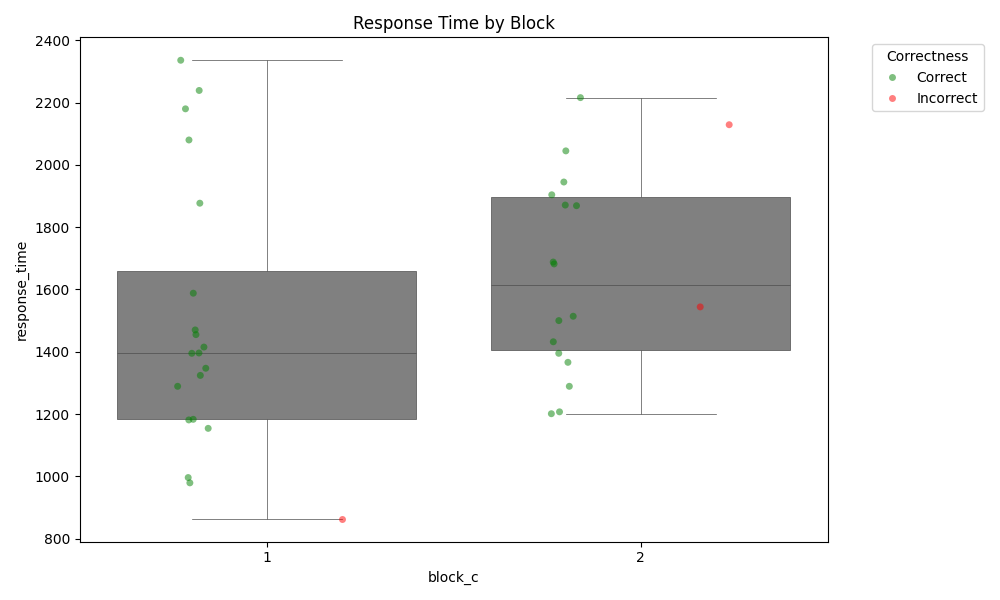 Response Time by Block
2400
2200
2000
1800
1600
1400
1200
1000
800
response_time
1
2
block_c
Correctness
Correct
Incorrect